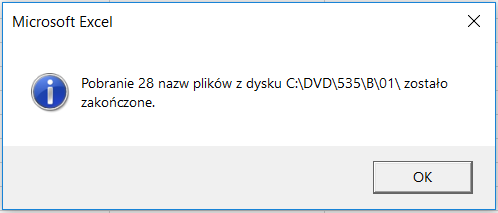 Microsoft Excel
Pobranie 28 nazw plików z dysku C:\DVD\535\B\01\ zostało
zakończone.
OK